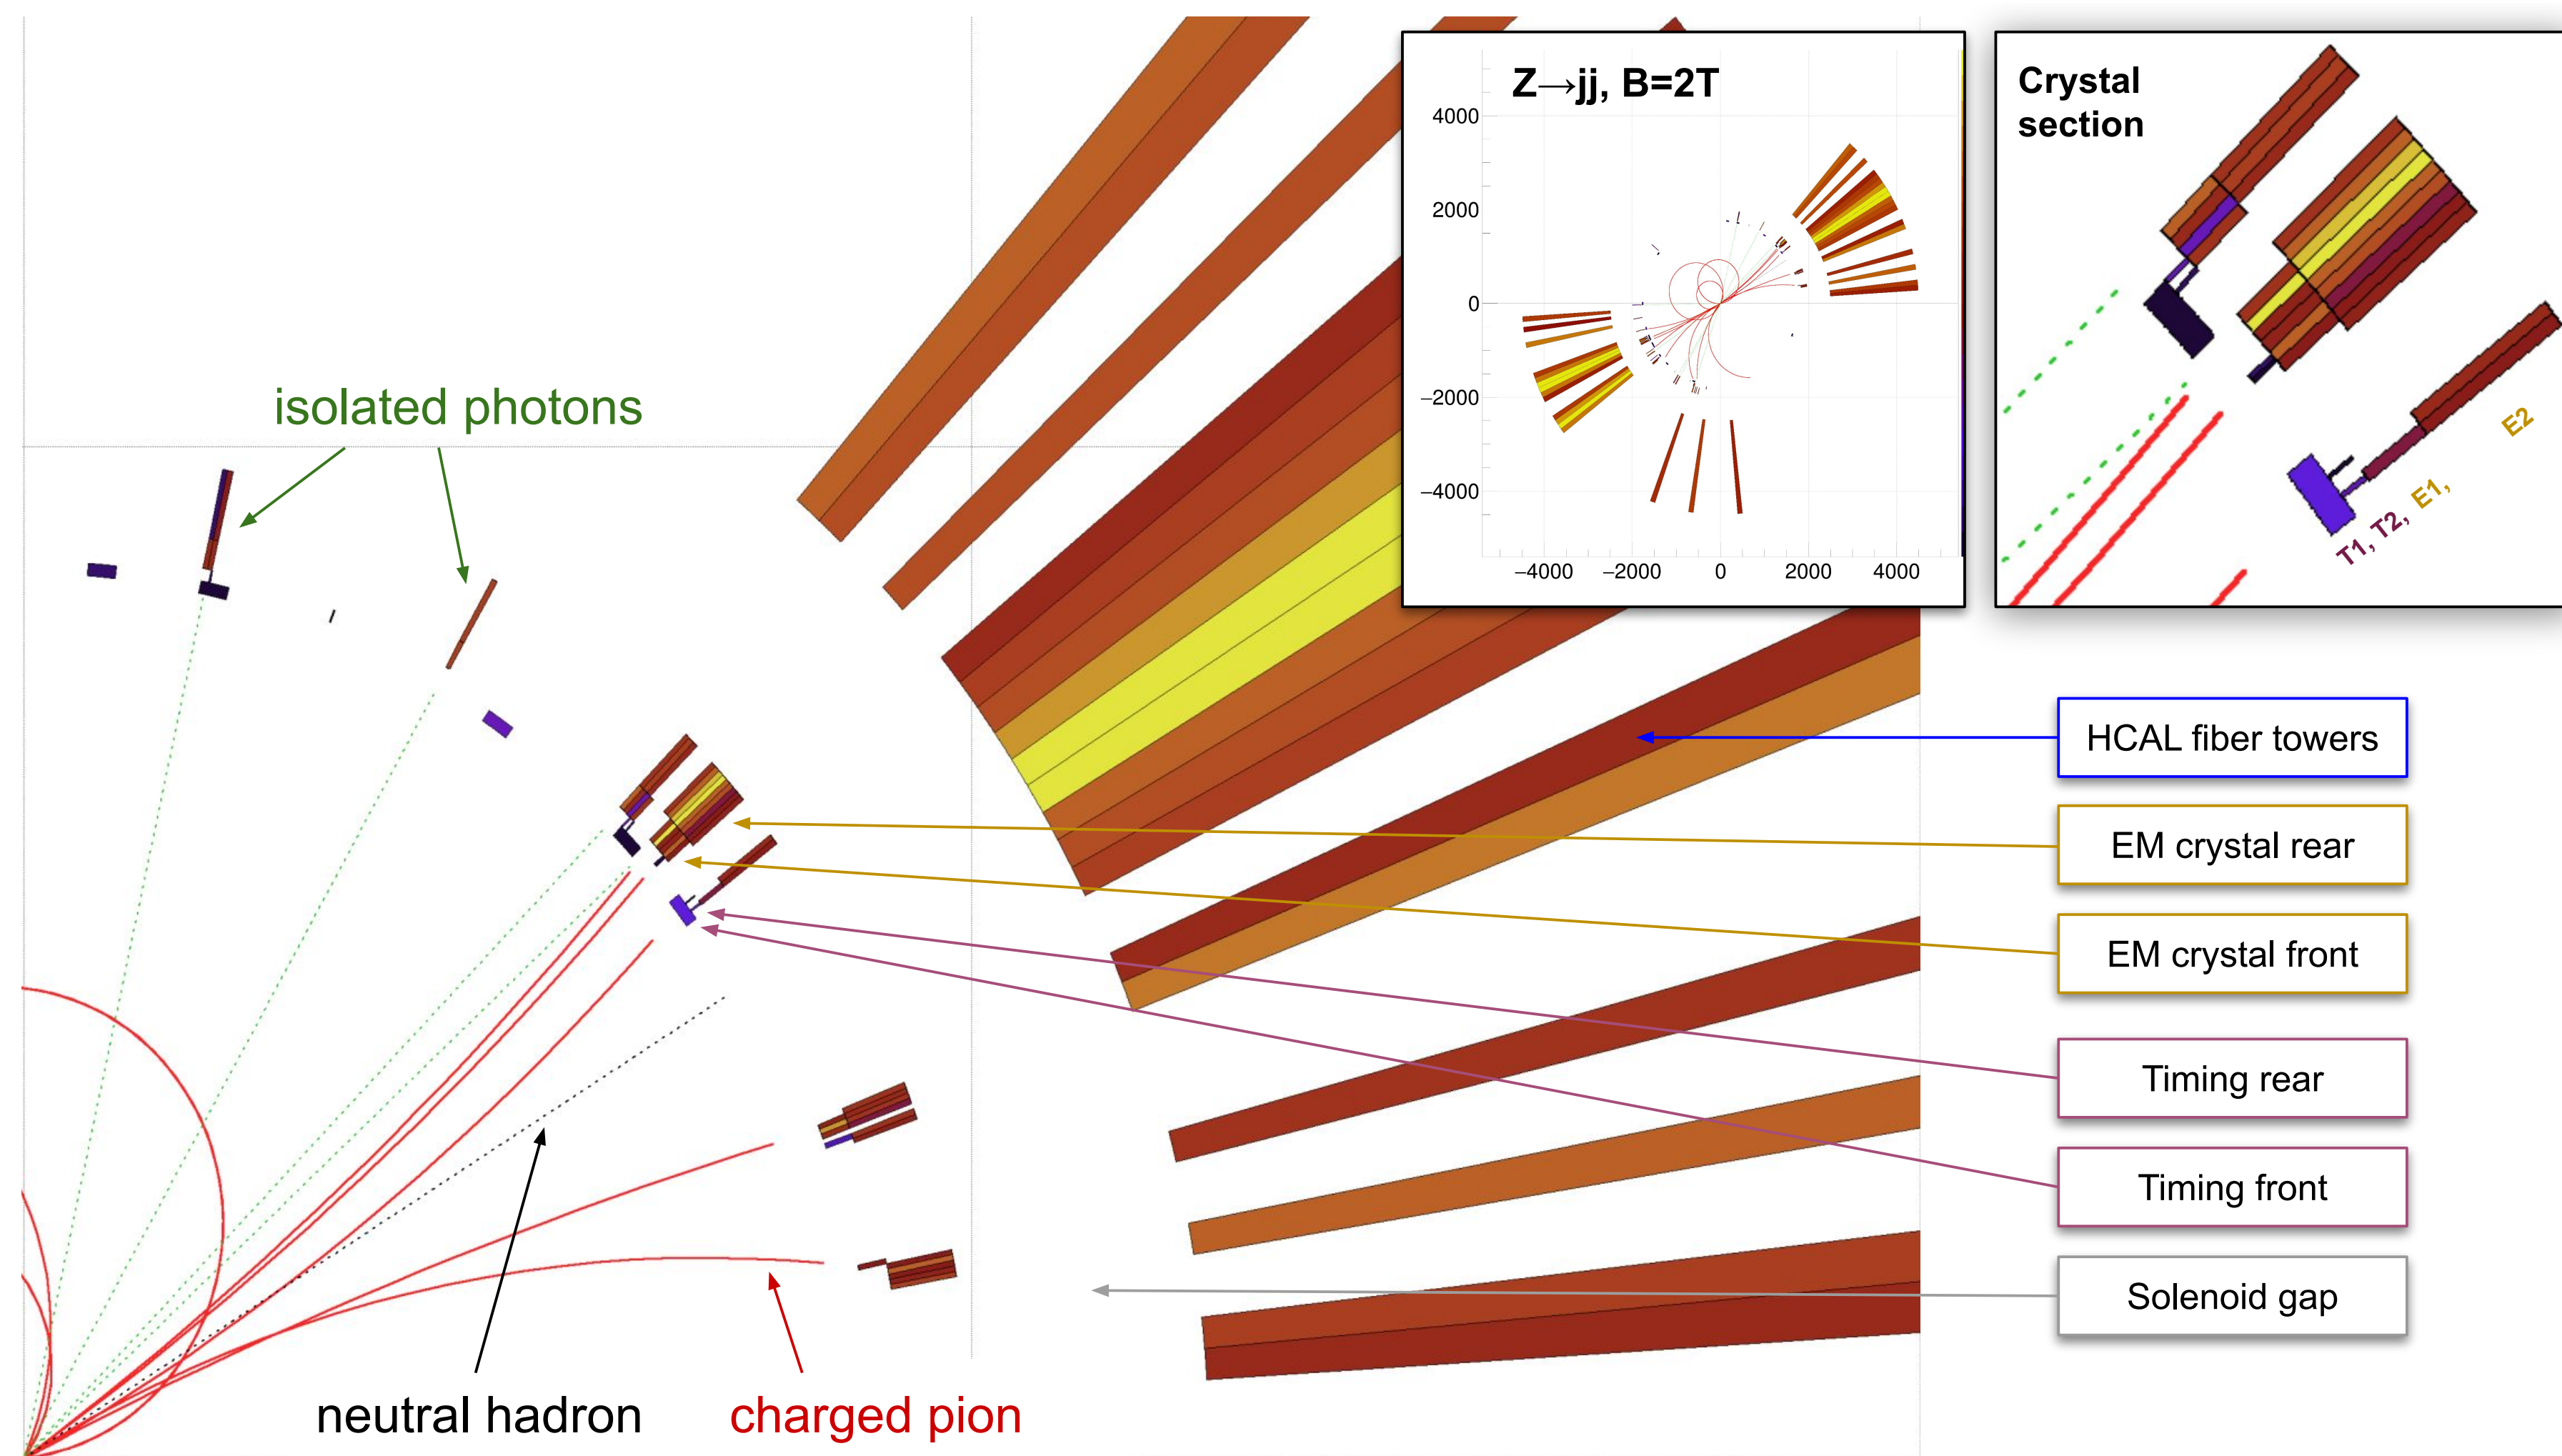 Z→jj, B=2T
4000
2000
0
−2000
−4000
−4000
−2000
0
2000
4000
Crystal
section
E2
E1,
T1, T2,
isolated photons
HCAL fiber towers
EM crystal rear
EM crystal front
Timing rear
Timing front
Solenoid gap
neutral hadron
charged pion